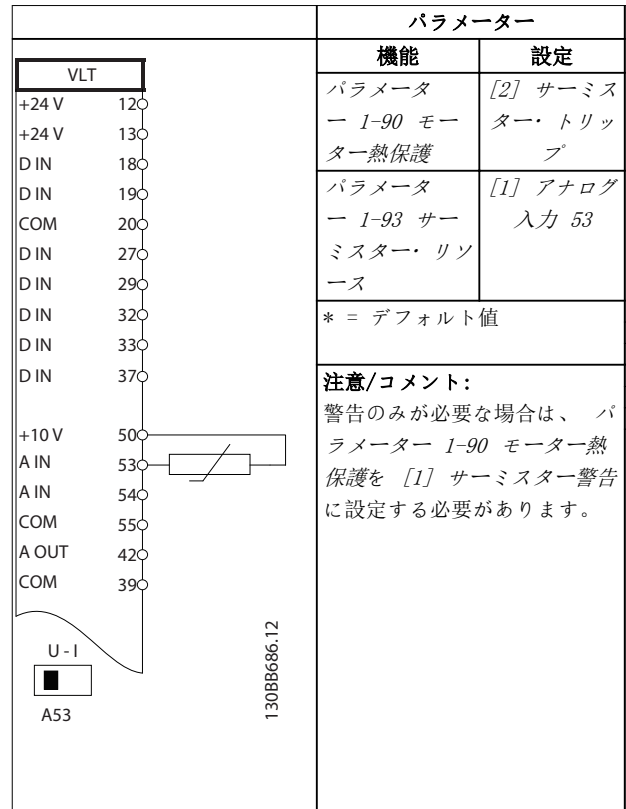 VLT
+24 V 12
+24 V 13
D IN 18
D IN 19
COM 20
D IN 27
D IN 29
D IN 32
D IN 33
D IN 37
+10 V 50
A IN 53
A IN 54
COM 55
A OUT 42
COM 39
U - I
A53
130BB686.12
パラメーター
機能 設定
パラメータ
ー 1-90 モー
ター熱保護
[2] サーミス
ター・ トリッ
プ
パラメータ
ー 1-93 サー
ミスター・ リソ
ース
[1] アナログ
入力 53
* = デフォルト値
注意/コメント:
警告のみが必要な場合は、 パ
ラメーター 1-90 モーター熱
保護を [1] サーミスター警告
に設定する必要があります。